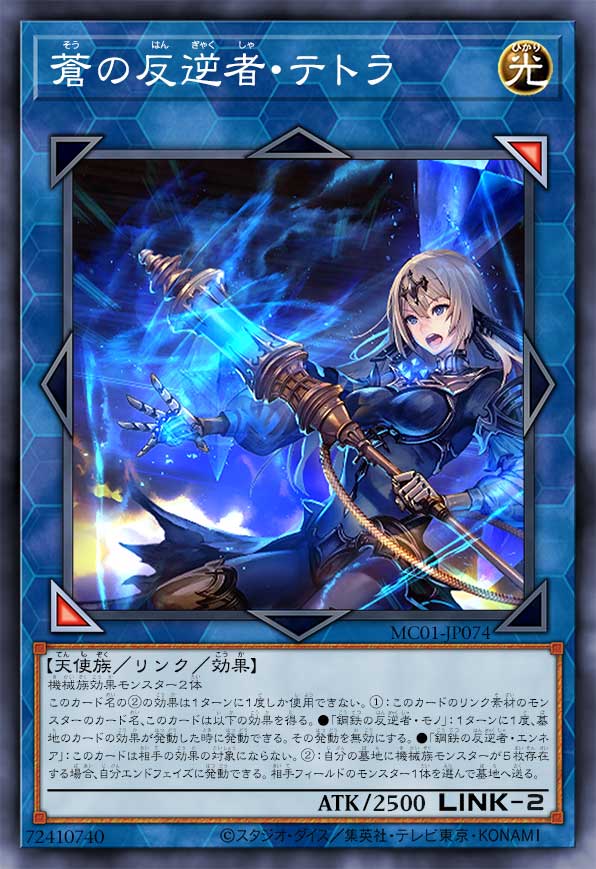 蒼の反逆者・テトラ
光
MC01-JP074
【天使族/リンク/効果】
機械族効果モンスター2体
このカード名の②の効果は1ターンに1度しか使用できない。①:このカードのリンク素材のモン
スターのカード名、このカードは以下の効果を得る。●「鋼鉄の反逆者・モノ」:1ターンに1度、墓
地のカードの効果が発動した時に発動できる。その発動を無効にする。●「鋼鉄の反逆者・エンネ
ア」:このカードは相手の効果の対象にならない。②:自分の墓地に機械族モンスターが5枚存在
する場合、自分エンドフェイズに発動できる。相手フィールドのモンスター1体を選んで墓地へ送る。
ATK/2500 LINK-2
72410740
©スタジオ・ダイス/集英社・テレビ東京・KONAMI